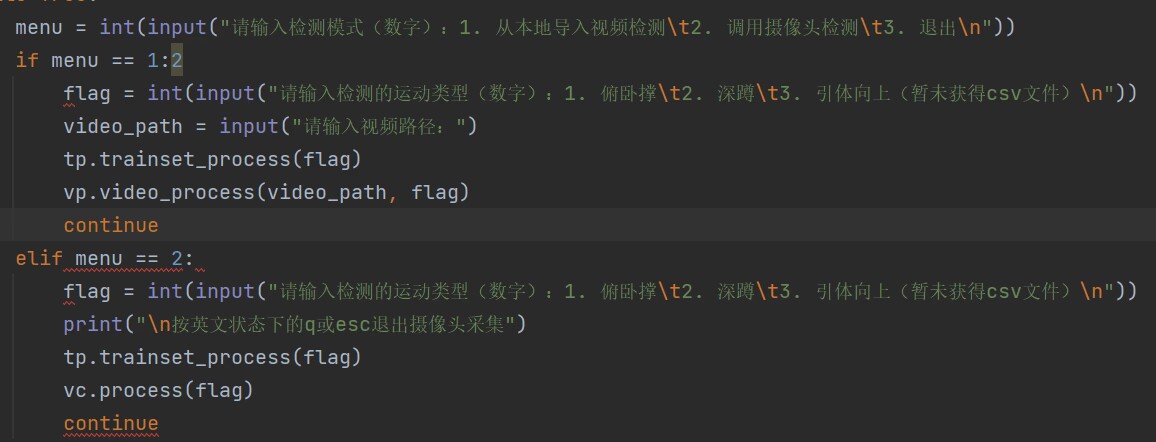 menu = int(input("请输入检测模式（数字）：1. 从本地导入视频检测\t2. 调用摄像头检测\t3. 退出\n"))
if menu == 1:2
flag = int(input("请输入检测的运动类型（数字）：1. 俯卧撑\t2. 深蹲\t3. 引体向上（暂未获得csv文件）\n"))
video_path = input("请输入视频路径：")
tp.trainset_process(flag)
vp.video_process(video_path, flag)
continue
elif menu == 2:
flag = int(input("请输入检测的运动类型（数字）：1. 俯卧撑\t2. 深蹲\t3. 引体向上（暂未获得csv文件）\n"))
print("\n按英文状态下的q或esc退出摄像头采集")
tp.trainset_process(flag)
vc.process(flag)
continue